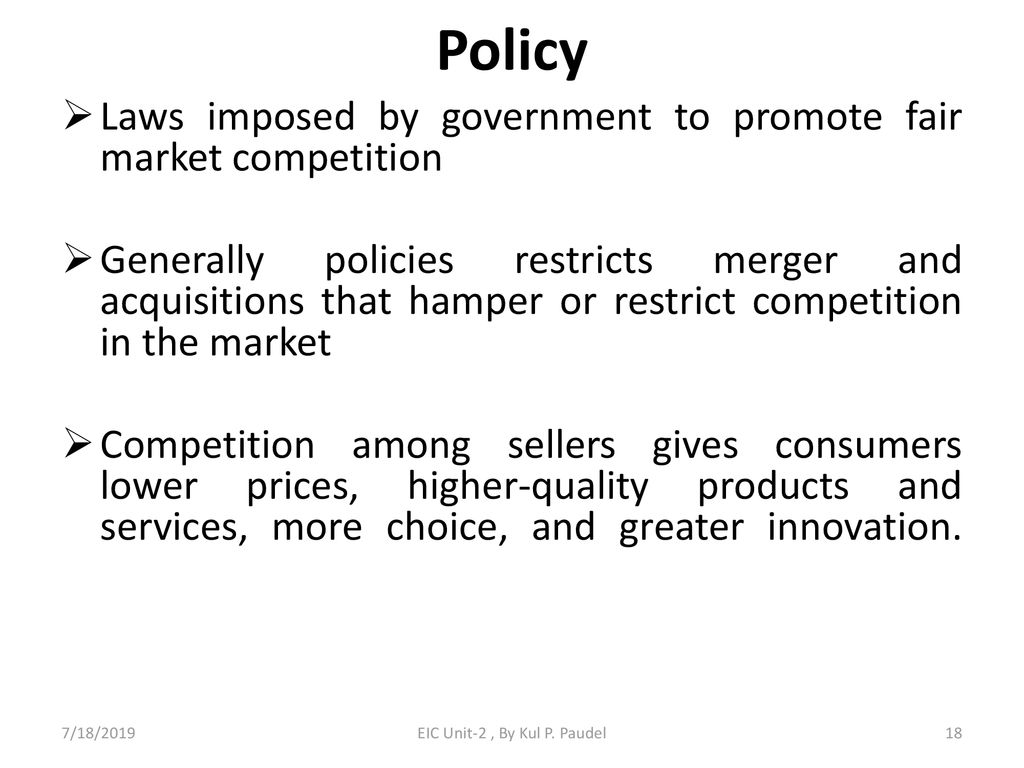 Policy
➢Laws imposed by government to promote fair
market competition
➢Generally policies restricts merger and
acquisitions that hamper or restrict competition
in the market
➢Competition among sellers gives consumers
lower prices, higher-quality products and
services, more choice, and greater innovation.
7/18/2019 EIC Unit-2 , By Kul P. Paudel 18